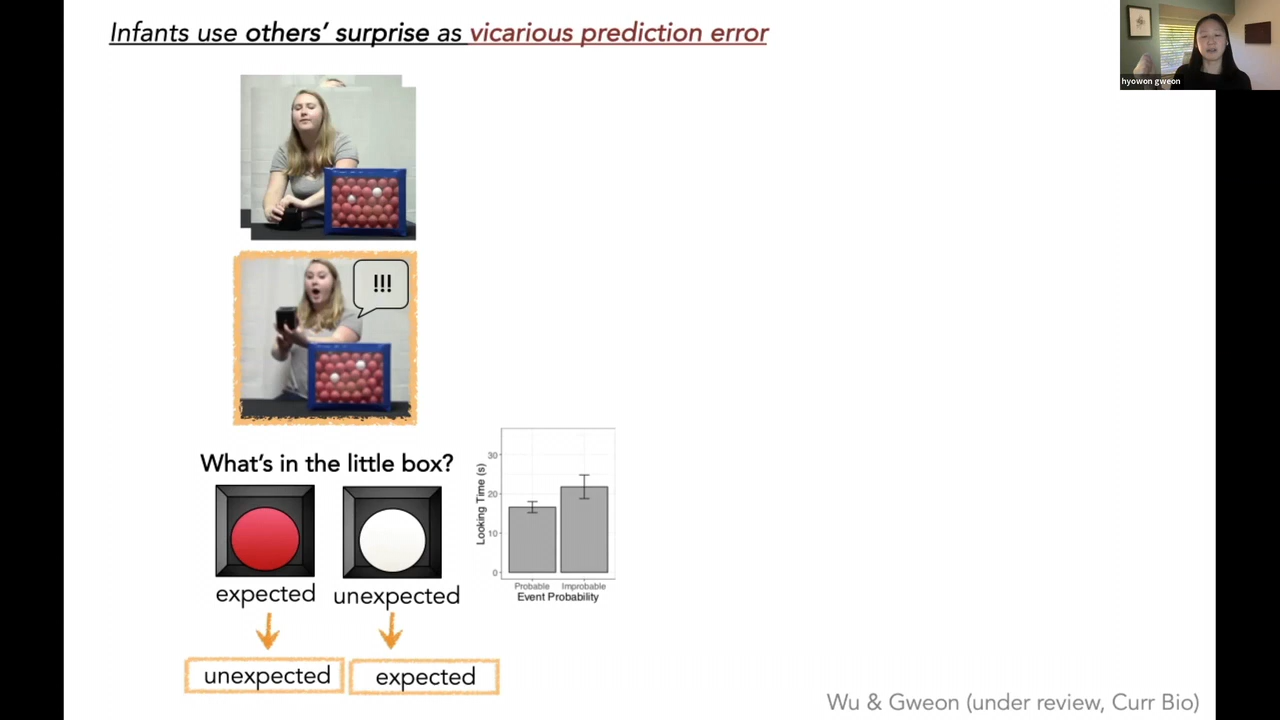 Infants use others' surprise as vicarious prediction error
hyowon gweon
!!!
What's in the little box?
expected unexpected
unexpected expected
Looking Time (s)
30
20
10
0
Probable Improbable
Event Probability
Wu & Gweon (under review, Curr Bio)